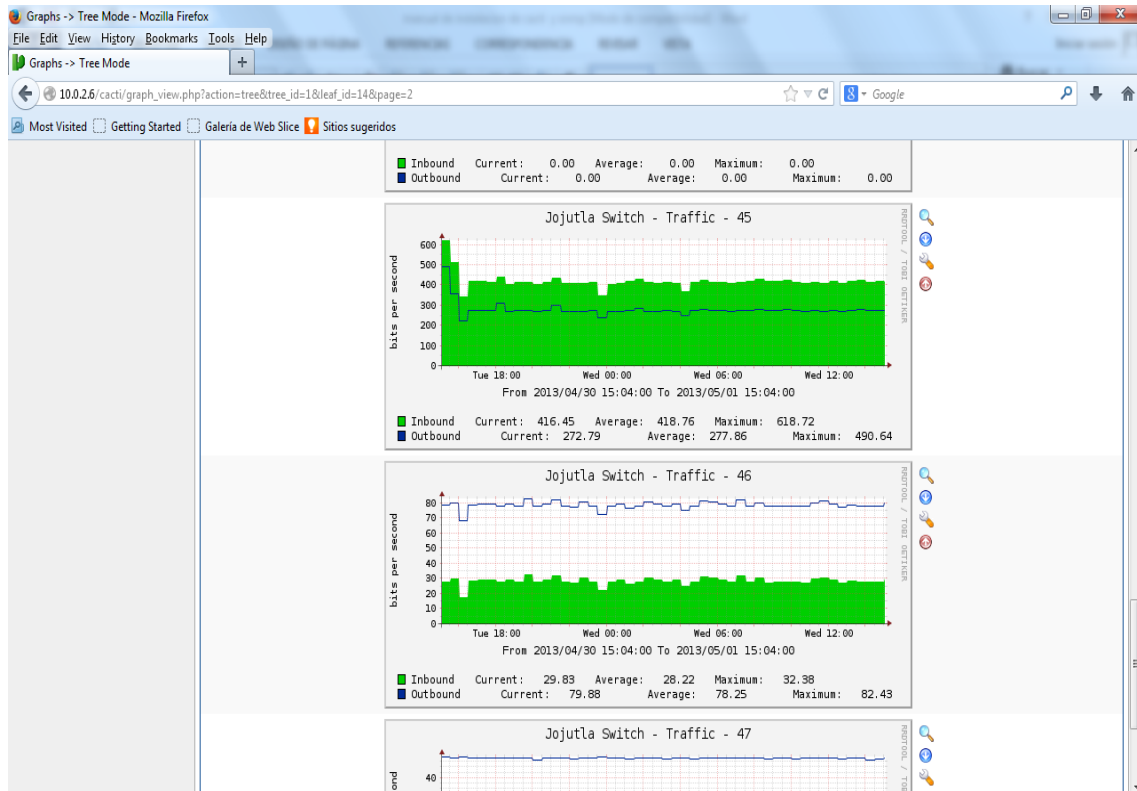 Graphs -> Tree Mode - Mozilla Firefox
File Edit View History Bookmarks Tools Help
Graphs -> Tree Mode +
10.0.2.6/cacti/graph_view.php?action=tree&tree_id=1&leaf_id=14&page=2
8 Google
Most Visited Getting Started Galería de Web Slice Sitios sugeridos
Inbound Current: 0.00 Average: 0.00 Maximum: 0.00
Outbound Current: 0.00 Average: 0.00 Maximum: 0.00
Jojutla Switch - Traffic - 45
RRDTOOL / TOBI OETIKER
bits per second
600
500
400
300
200
100
0
Tue 18:00 Wed 00:00 Wed 06:00 Wed 12:00
From 2013/04/30 15:04:00 To 2013/05/01 15:04:00
Inbound Current: 416.45 Average: 418.76 Maximum: 618.72
Outbound Current: 272.79 Average: 277.86 Maximum: 490.64
Jojutla Switch - Traffic - 46
RRDTOOL / TOBI OETIKER
bits per second
80
70
60
50
40
30
20
10
0
Tue 18:00 Wed 00:00 Wed 06:00 Wed 12:00
From 2013/04/30 15:04:00 To 2013/05/01 15:04:00
Inbound Current: 29.83 Average: 28.22 Maximum: 32.38
Outbound Current: 79.88 Average: 78.25 Maximum: 82.43
Jojutla Switch - Traffic - 47
RRDTOOL / TO
40